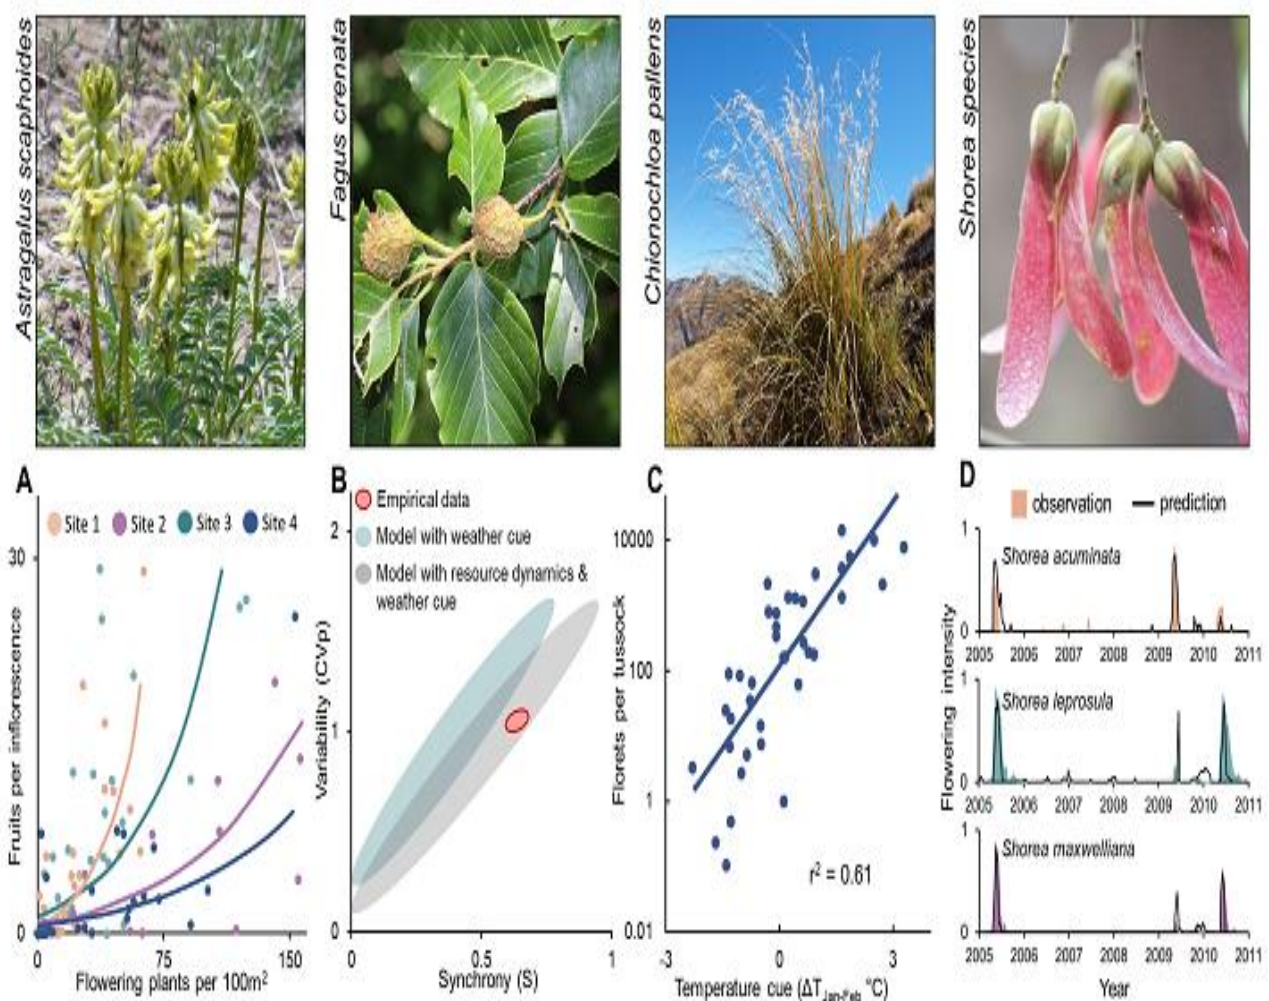 Astragalus scaphoides
Fagus crenata
Chionochloa pallens
Shorea species
A
Site 1 Site 2 Site 3 Site 4
30
0
Fruits per inflorescence
0 75 150
Flowering plants per 100m²
B
Empirical data
Model with weather cue
Model with resource dynamics &
weather cue
2
1
0
Variability (CVp)
0 0.5 1
Synchrony (S)
C
10000
100
1
0.01
Florets per tussock
r² = 0.61
-3 0 3
Temperature cue (ΔT Jan-Feb °C)
D
observation prediction
Flowering intensity
1
Shorea acuminata
0
2005 2006 2007 2008 2009 2010 2011
1
Shorea leprosula
0
2005 2006 2007 2008 2009 2010 2011
1
Shorea maxwelliana
0
2005 2006 2007 2008 2009 2010 2011
Year